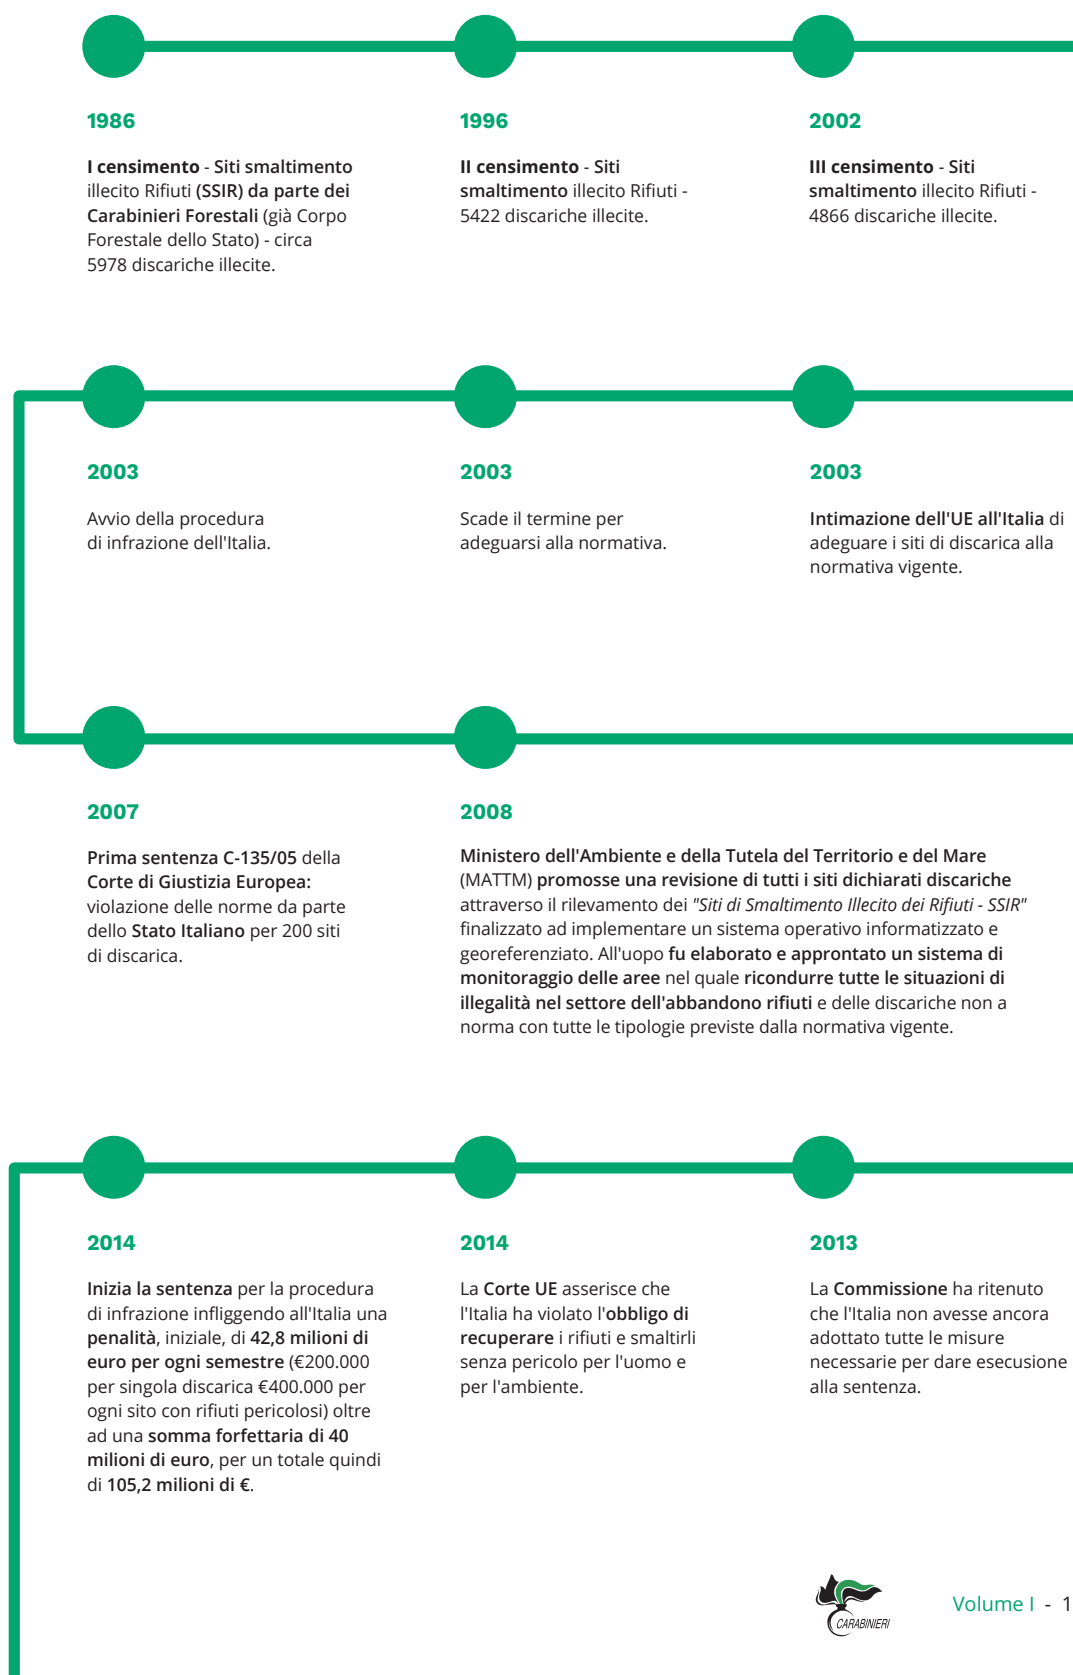 1986
I censimento - Siti smaltimento
illecito Rifiuti (SSIR) da parte dei
Carabinieri Forestali (già Corpo
Forestale dello Stato) - circa
5978 discariche illecite.
1996
II censimento - Siti
smaltimento illecito Rifiuti -
5422 discariche illecite.
2002
III censimento - Siti
smaltimento illecito Rifiuti -
4866 discariche illecite.
2003
Avvio della procedura
di infrazione dell'Italia.
2003
Scade il termine per
adeguarsi alla normativa.
2003
Intimazione dell'UE all'Italia di
adeguare i siti di discarica alla
normativa vigente.
2007
Prima sentenza C-135/05 della
Corte di Giustizia Europea:
violazione delle norme da parte
dello Stato Italiano per 200 siti
di discarica.
2008
Ministero dell'Ambiente e della Tutela del Territorio e del Mare
(MATTM) promosse una revisione di tutti i siti dichiarati discariche
attraverso il rilevamento dei "Siti di Smaltimento Illecito dei Rifiuti - SSIR"
finalizzato ad implementare un sistema operativo informatizzato e
georeferenziato. All'uopo fu elaborato e approntato un sistema di
monitoraggio delle aree nel quale ricondurre tutte le situazioni di
illegalità nel settore dell'abbandono rifiuti e delle discariche non a
norma con tutte le tipologie previste dalla normativa vigente.
2014
Inizia la sentenza per la procedura
di infrazione infliggendo all'Italia una
penalità, iniziale, di 42,8 milioni di
euro per ogni semestre (€200.000
per singola discarica €400.000 per
ogni sito con rifiuti pericolosi) oltre
ad una somma forfettaria di 40
milioni di euro, per un totale quindi
di 105,2 milioni di €.
2014
La Corte UE asserisce che
l'Italia ha violato l'obbligo di
recuperare i rifiuti e smaltirli
senza pericolo per l'uomo e
per l'ambiente.
2013
La Commissione ha ritenuto
che l'Italia non avesse ancora
adottato tutte le misure
necessarie per dare esecusione
alla sentenza.
CARABINIERI
Volume I - 1